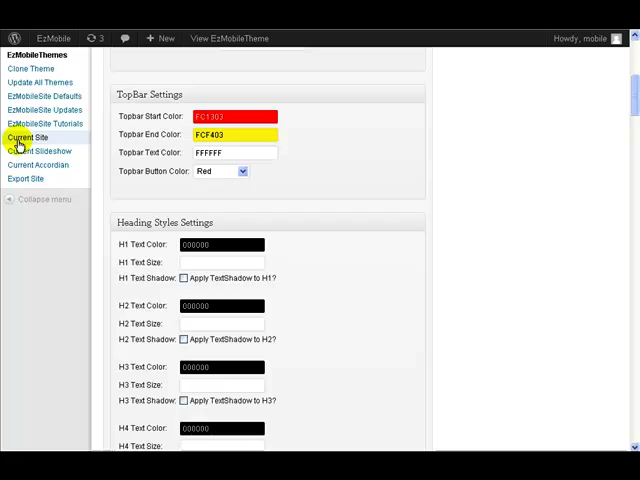 EzMobile 3 New View EzMobileTheme Howdy, mobile
EzMobileThemes
Clone Theme
Update All Themes
EzMobileSite Defaults
EzMobileSite Updates
EzMobileSite Tutorials
Current Site
Current Slideshow
Current Accordian
Export Site
Collapse menu
TopBar Settings
Topbar Start Color: FC1303
Topbar End Color: FCF403
Topbar Text Color: FFFFFF
Topbar Button Color: Red
Heading Styles Settings
H1 Text Color: 000000
H1 Text Size:
H1 Text Shadow: Apply TextShadow to H1?
H2 Text Color: 000000
H2 Text Size:
H2 Text Shadow: Apply TextShadow to H2?
H3 Text Color: 000000
H3 Text Size:
H3 Text Shadow: Apply TextShadow to H3?
H4 Text Color: 000000
H4 Text Size: